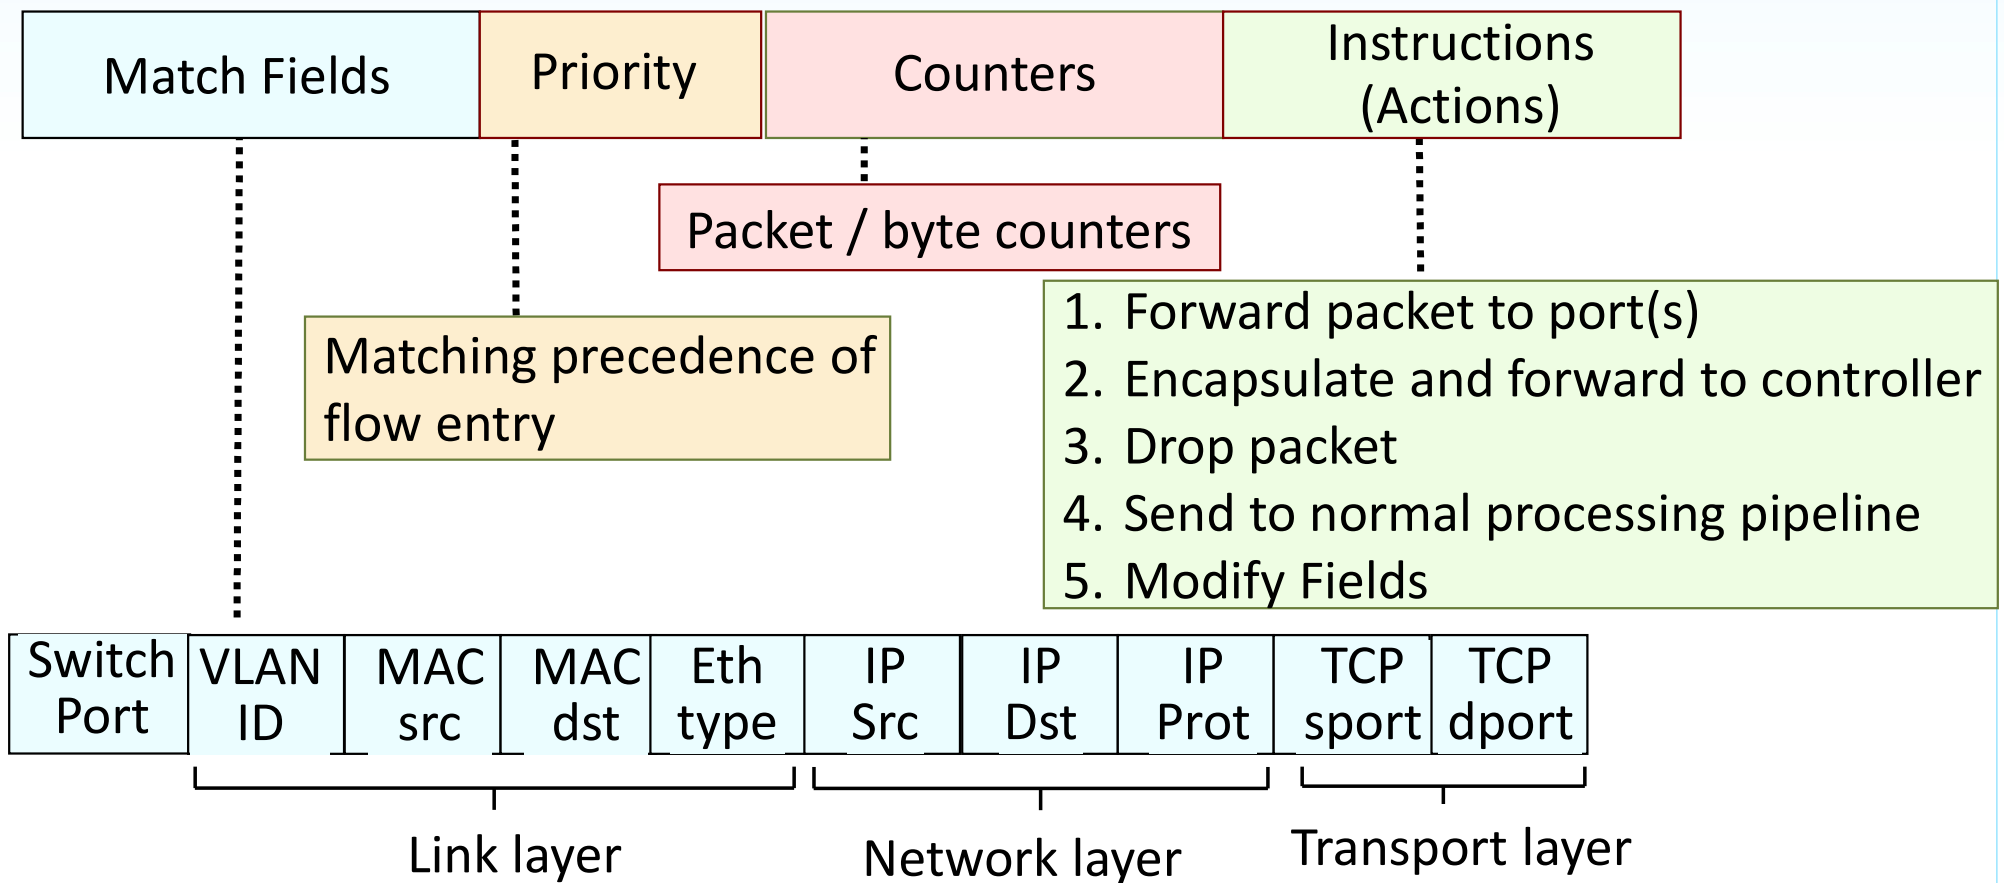 Match Fields
Priority
Counters
Instructions
(Actions)
Packet / byte counters
Matching precedence of
flow entry
1. Forward packet to port(s)
2. Encapsulate and forward to controller
3. Drop packet
4. Send to normal processing pipeline
5. Modify Fields
Switch
Port
VLAN
ID
MAC
src
MAC
dst
Eth
type
IP
Src
IP
Dst
IP
Prot
TCP
sport
TCP
dport
Link layer
Network layer
Transport layer